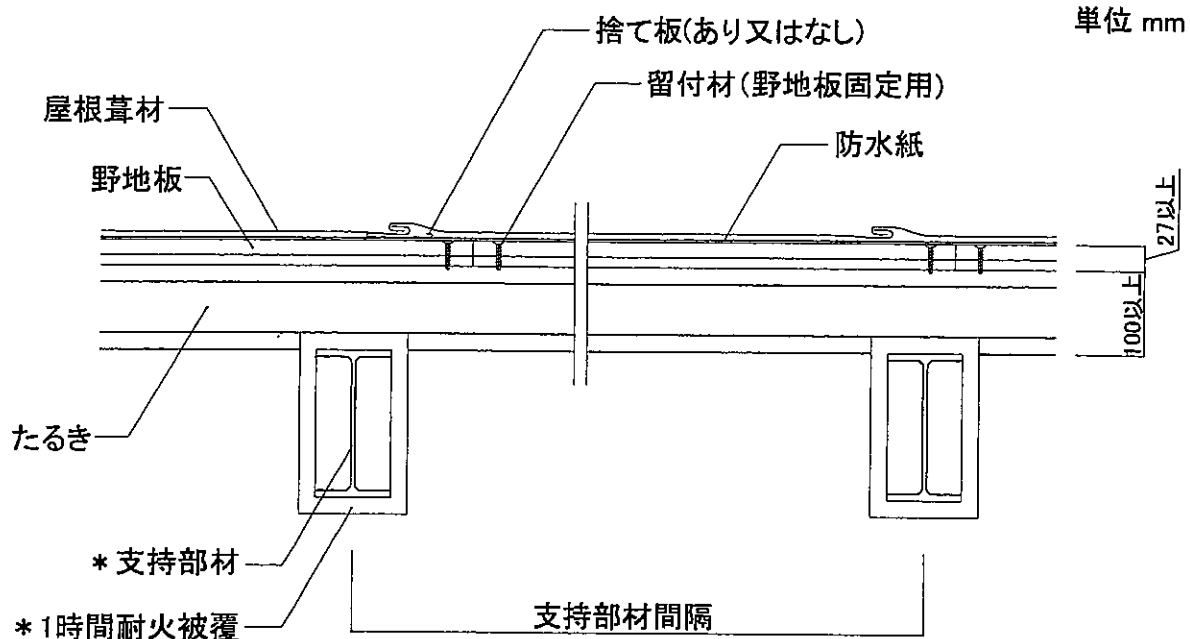 単位 mm
捨て板(あり又はなし)
留付材(野地板固定用)
屋根葺材
防水紙
野地板
27以上
100以上
たるき
＊支持部材
＊1時間耐火被覆
支持部材間隔